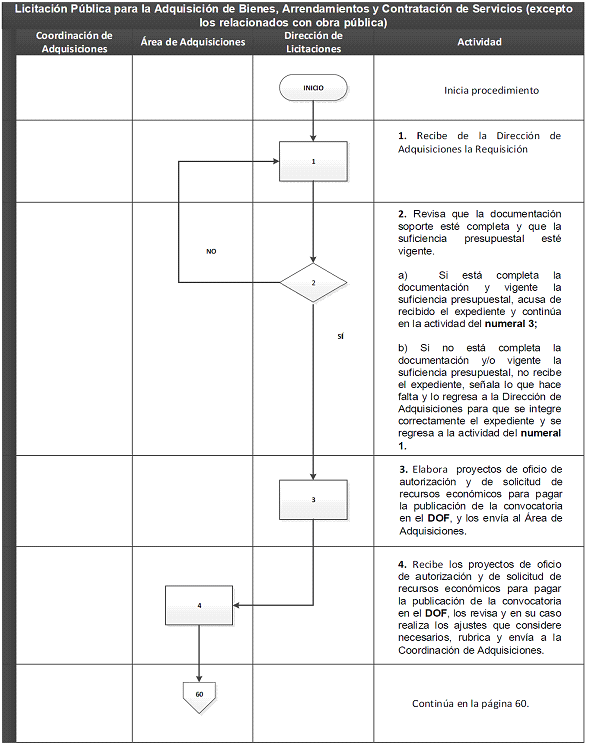 Licitación Pública para la Adquisición de Bienes, Arrendamientos y Contratación de Servicios (excepto
los relacionados con obra pública)
Coordinación de
Adquisiciones
Área de Adquisiciones
Dirección de
Licitaciones
Actividad
INICIO
Inicia procedimiento
1
1. Recibe de la Dirección de
Adquisiciones la Requisición
NO
2
SÍ
2. Revisa que la documentación
soporte esté completa y que la
suficiencia presupuestal esté
vigente.
a) Si está completa la
documentación y vigente la
suficiencia presupuestal, acusa de
recibido el expediente y continúa
en la actividad del numeral 3;
b) Si no está completa la
documentación y/o vigente la
suficiencia presupuestal, no recibe
el expediente, señala lo que hace
falta y lo regresa a la Dirección de
Adquisiciones para que se integre
correctamente el expediente y se
regresa a la actividad del numeral
1.
3
3. Elabora proyectos de oficio de
autorización y de solicitud de
recursos económicos para pagar
la publicación de la convocatoria
en el DOF, y los envía al Área de
Adquisiciones.
4
4. Recibe los proyectos de oficio
de autorización y de solicitud de
recursos económicos para pagar
la publicación de la convocatoria
en el DOF, los revisa y en su caso
realiza los ajustes que considere
necesarios, rubrica y envía a la
Coordinación de Adquisiciones.
60
Continúa en la página 60.